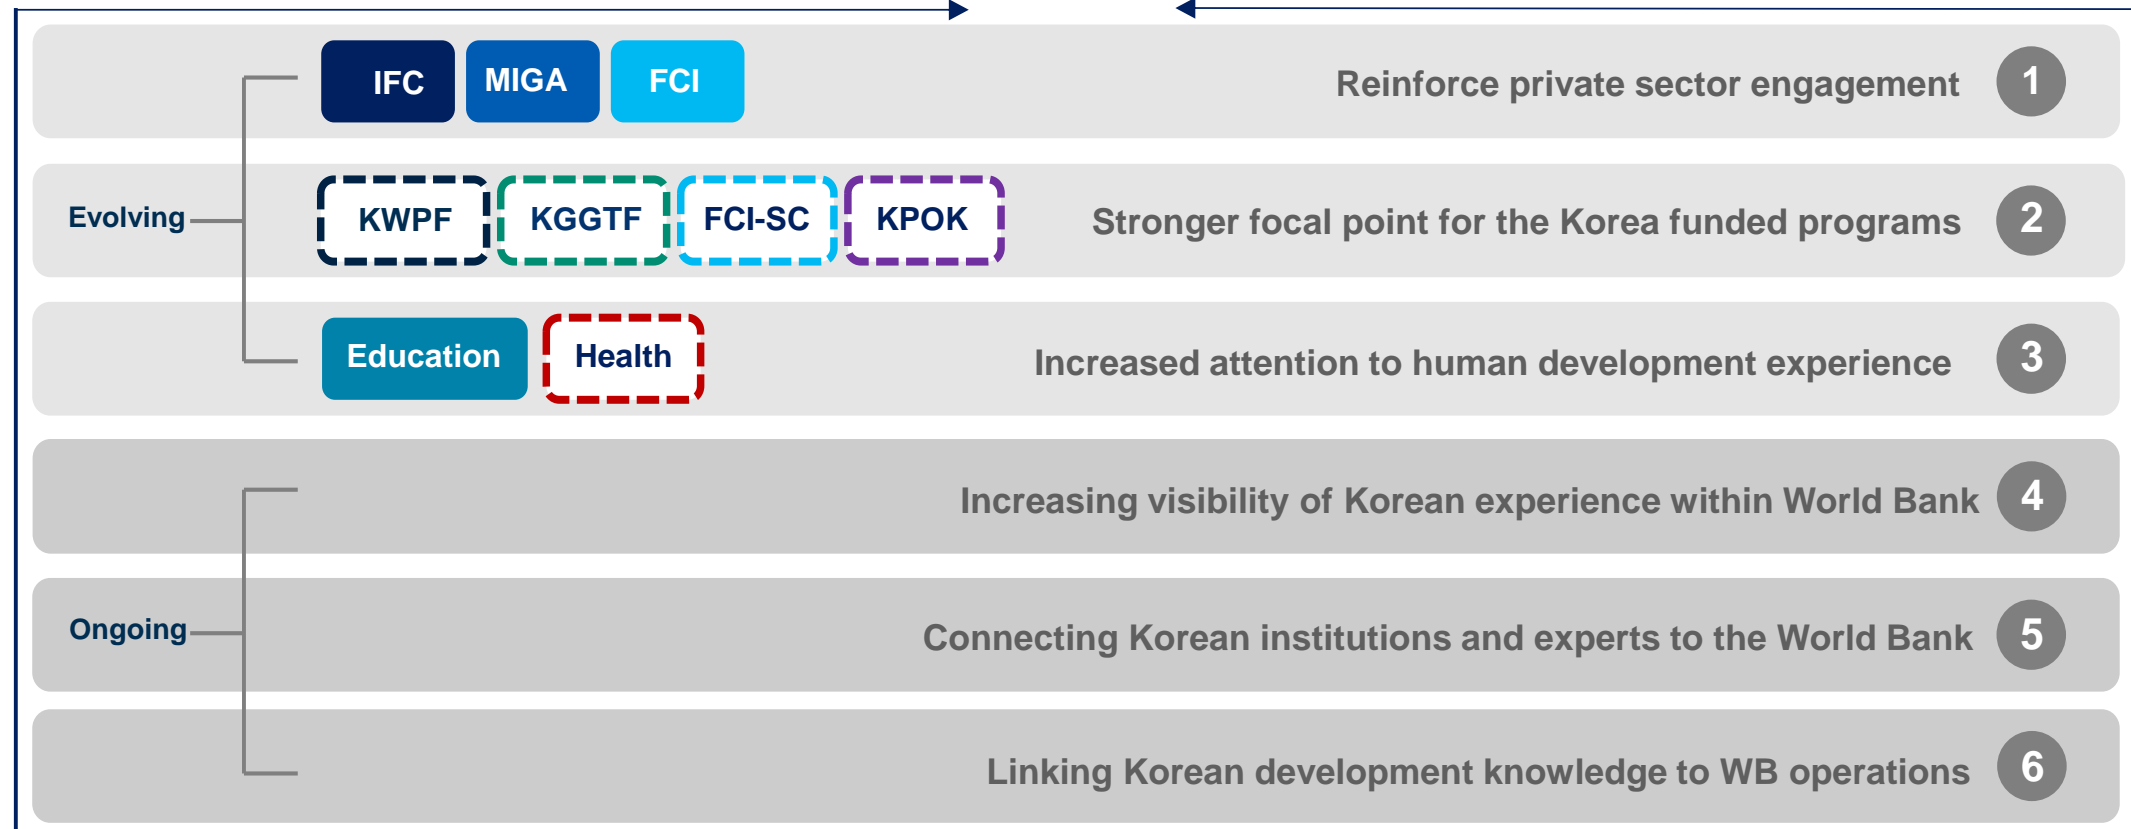 IFC MIGA FCI Reinforce private sector engagement 1
Evolving KWPF KGGTF FCI-SC KPOK Stronger focal point for the Korea funded programs 2
Education Health Increased attention to human development experience 3
Increasing visibility of Korean experience within World Bank 4
Ongoing Connecting Korean institutions and experts to the World Bank 5
Linking Korean development knowledge to WB operations 6